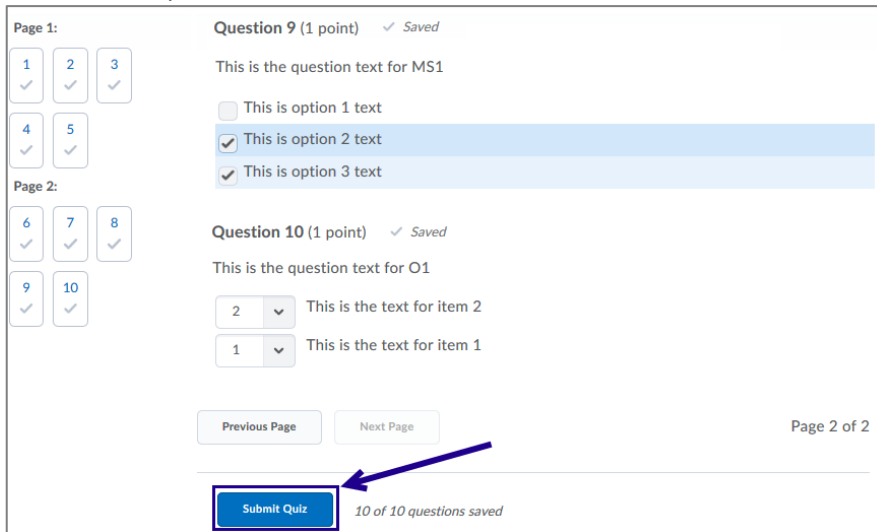 Page 1:
1 2 3
4 5
Page 2:
6 7 8
9 10
Question 9 (1 point) Saved
This is the question text for MS1
This is option 1 text
This is option 2 text
This is option 3 text
Question 10 (1 point) Saved
This is the question text for O1
2 This is the text for item 2
1 This is the text for item 1
Previous Page Next Page Page 2 of 2
Submit Quiz 10 of 10 questions saved